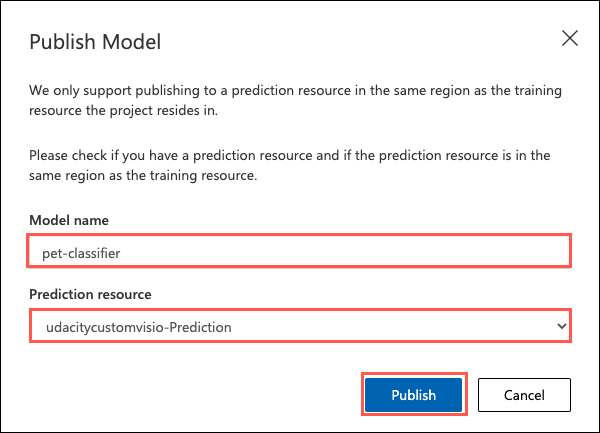 Publish Model
We only support publishing to a prediction resource in the same region as the training
resource the project resides in.
Please check if you have a prediction resource and if the prediction resource is in the
same region as the training resource.
Model name
pet-classifier
Prediction resource
udacitycustomvisio-Prediction
Publish Cancel